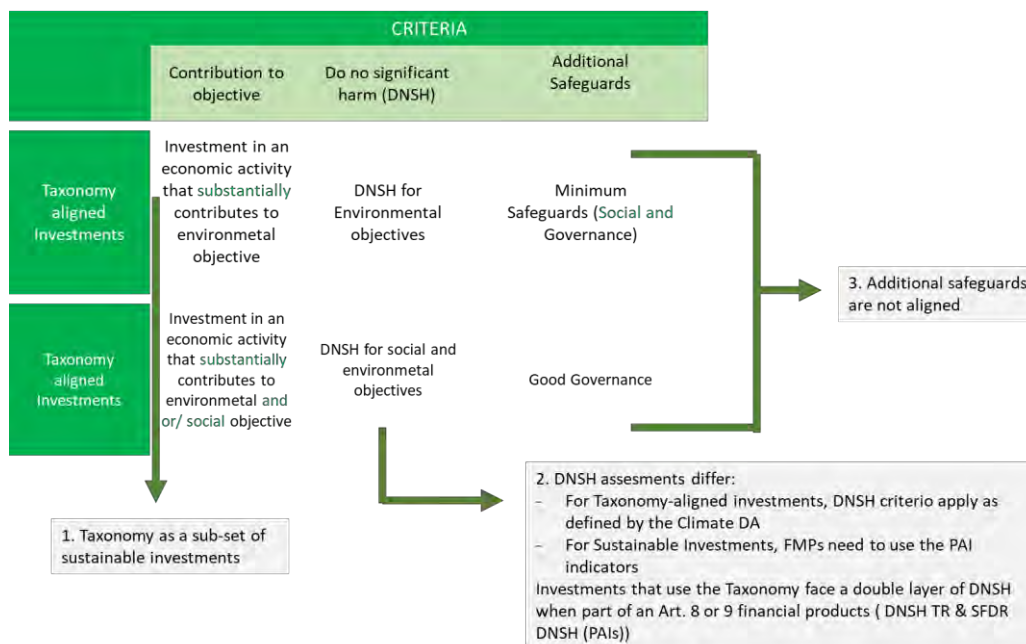 CRITERIA
Contribution to
objective
Do no significant
harm (DNSH)
Additional
Safeguards
Taxonomy
aligned
Investments
Investment in an
economic activity
that substantially
contributes to
environmetal
objective
DNSH for
Environmental
objectives
Minimum
Safeguards (Social and
Governance)
3. Additional safeguards
are not aligned
Taxonomy
aligned
Investments
Investment in an
economic activity
that substantially
contributes to
environmetal and
or/ social objective
DNSH for social and
environmetal
objectives
Good Governance
1. Taxonomy as a sub-set of
sustainable investments
2. DNSH assesments differ:
- For Taxonomy-aligned investments, DNSH criterio apply as
defined by the Climate DA
- For Sustainable Investments, FMPs need to use the PAI
indicators
Investments that use the Taxonomy face a double layer of DNSH
when part of an Art. 8 or 9 financial products ( DNSH TR & SFDR
DNSH (PAIs))